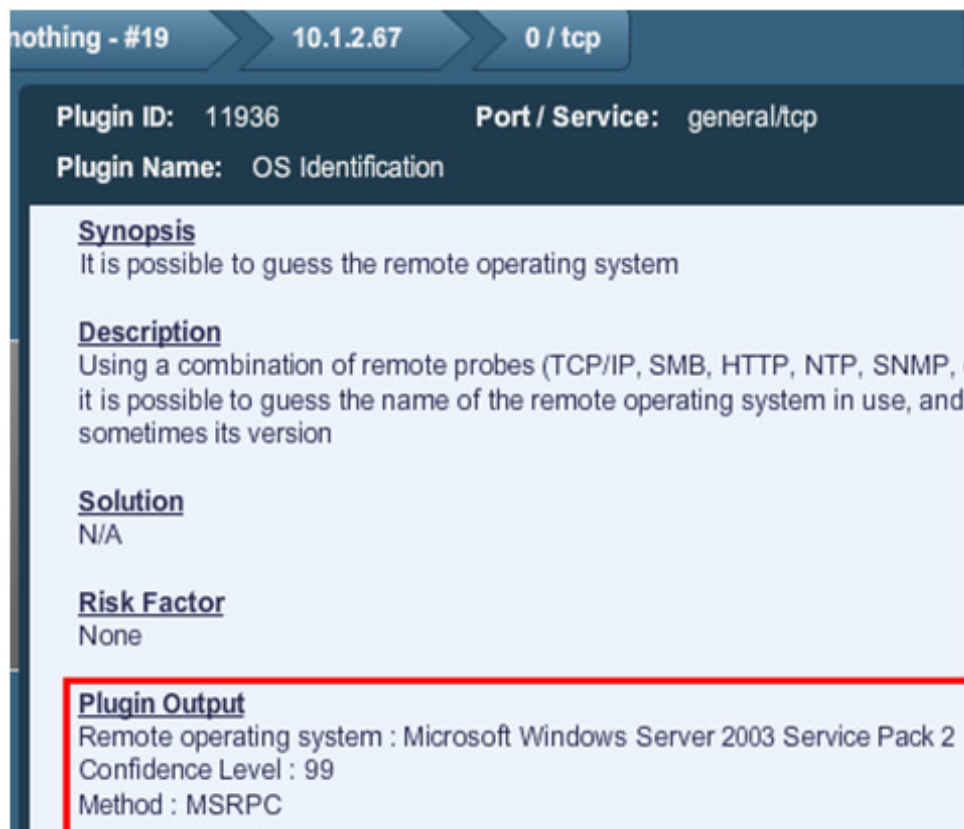 nothing - #19
10.1.2.67
0 / tcp
Plugin ID: 11936
Port / Service: general/tcp
Plugin Name: OS Identification
Synopsis
It is possible to guess the remote operating system
Description
Using a combination of remote probes (TCP/IP, SMB, HTTP, NTP, SNMP,
it is possible to guess the name of the remote operating system in use, and
sometimes its version
Solution
N/A
Risk Factor
None
Plugin Output
Remote operating system : Microsoft Windows Server 2003 Service Pack 2
Confidence Level : 99
Method : MSRPC